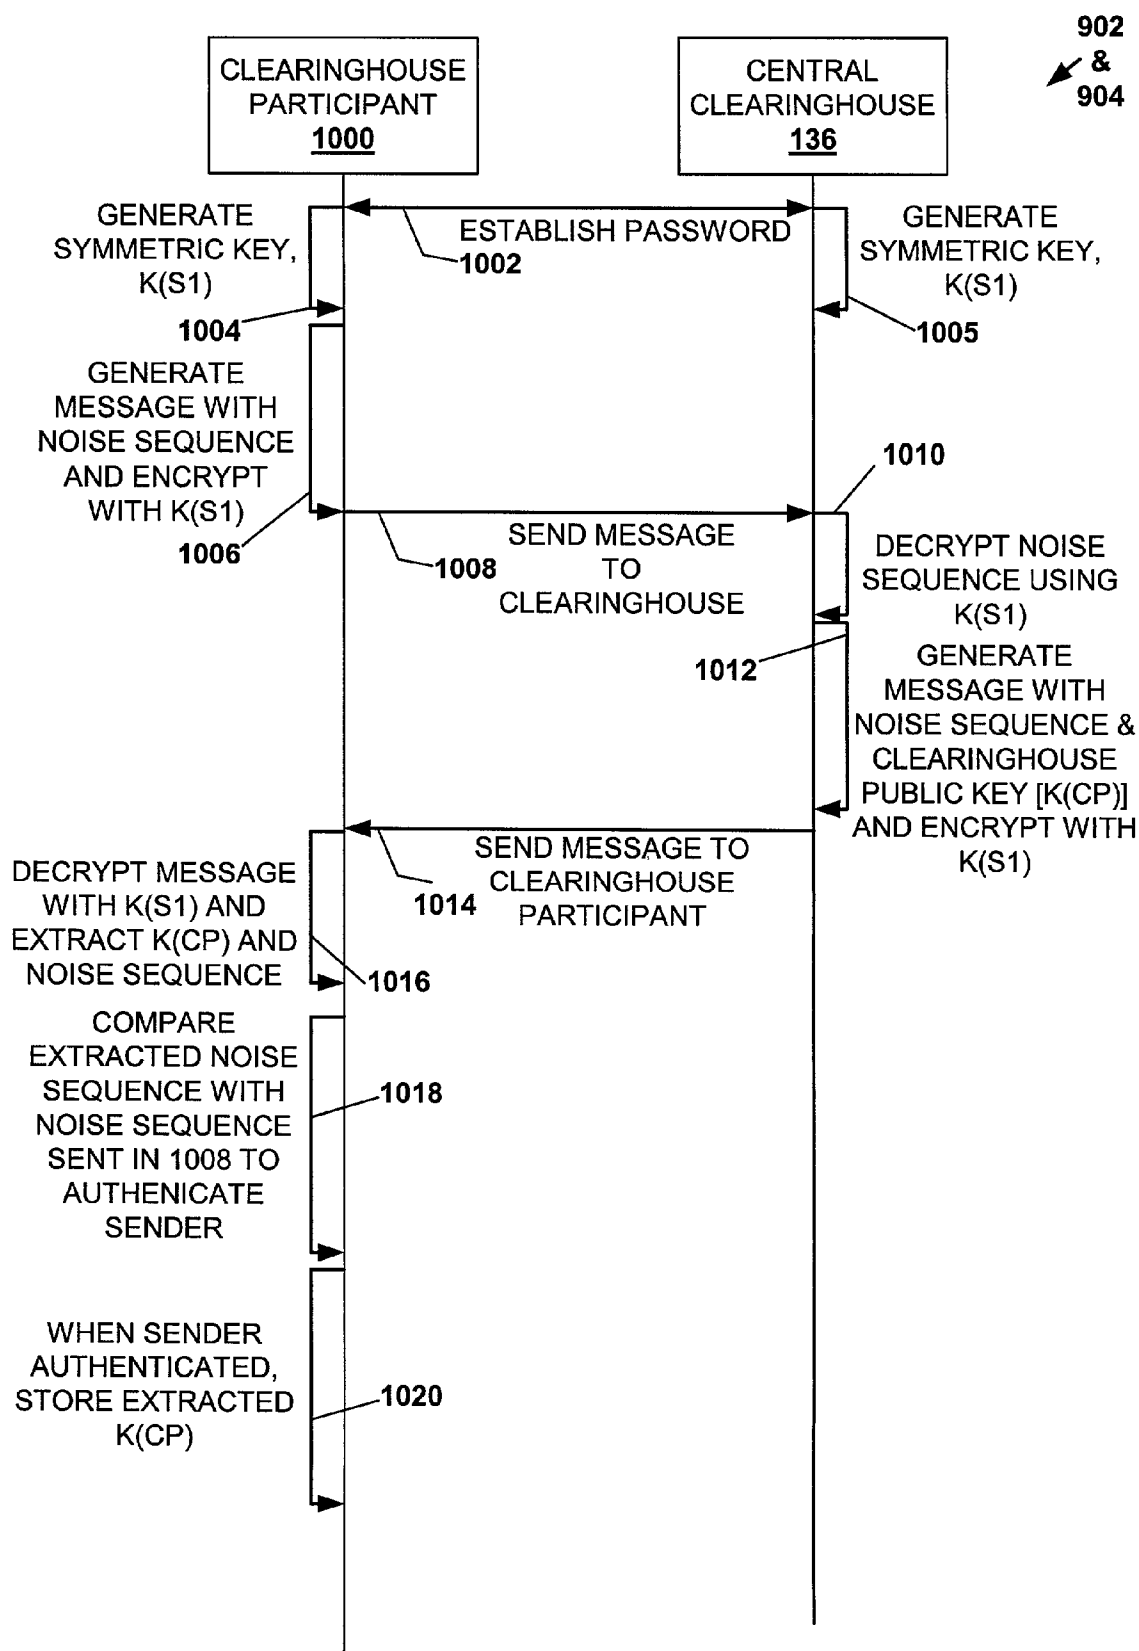 902
&
904
CLEARINGHOUSE
PARTICIPANT
1000
CENTRAL
CLEARINGHOUSE
136
GENERATE
SYMMETRIC KEY,
K(S1)
1004
ESTABLISH PASSWORD
1002
GENERATE
SYMMETRIC KEY,
K(S1)
1005
GENERATE
MESSAGE WITH
NOISE SEQUENCE
AND ENCRYPT
WITH K(S1)
1006
1008
SEND MESSAGE
TO
CLEARINGHOUSE
1010
DECRYPT NOISE
SEQUENCE USING
K(S1)
1012
GENERATE
MESSAGE WITH
NOISE SEQUENCE &
CLEARINGHOUSE
PUBLIC KEY [K(CP)]
AND ENCRYPT WITH
K(S1)
SEND MESSAGE TO
CLEARINGHOUSE
PARTICIPANT
1014
DECRYPT MESSAGE
WITH K(S1) AND
EXTRACT K(CP) AND
NOISE SEQUENCE
1016
COMPARE
EXTRACTED NOISE
SEQUENCE WITH
NOISE SEQUENCE
SENT IN 1008 TO
AUTHENICATE
SENDER
1018
WHEN SENDER
AUTHENTICATED,
STORE EXTRACTED
K(CP)
1020